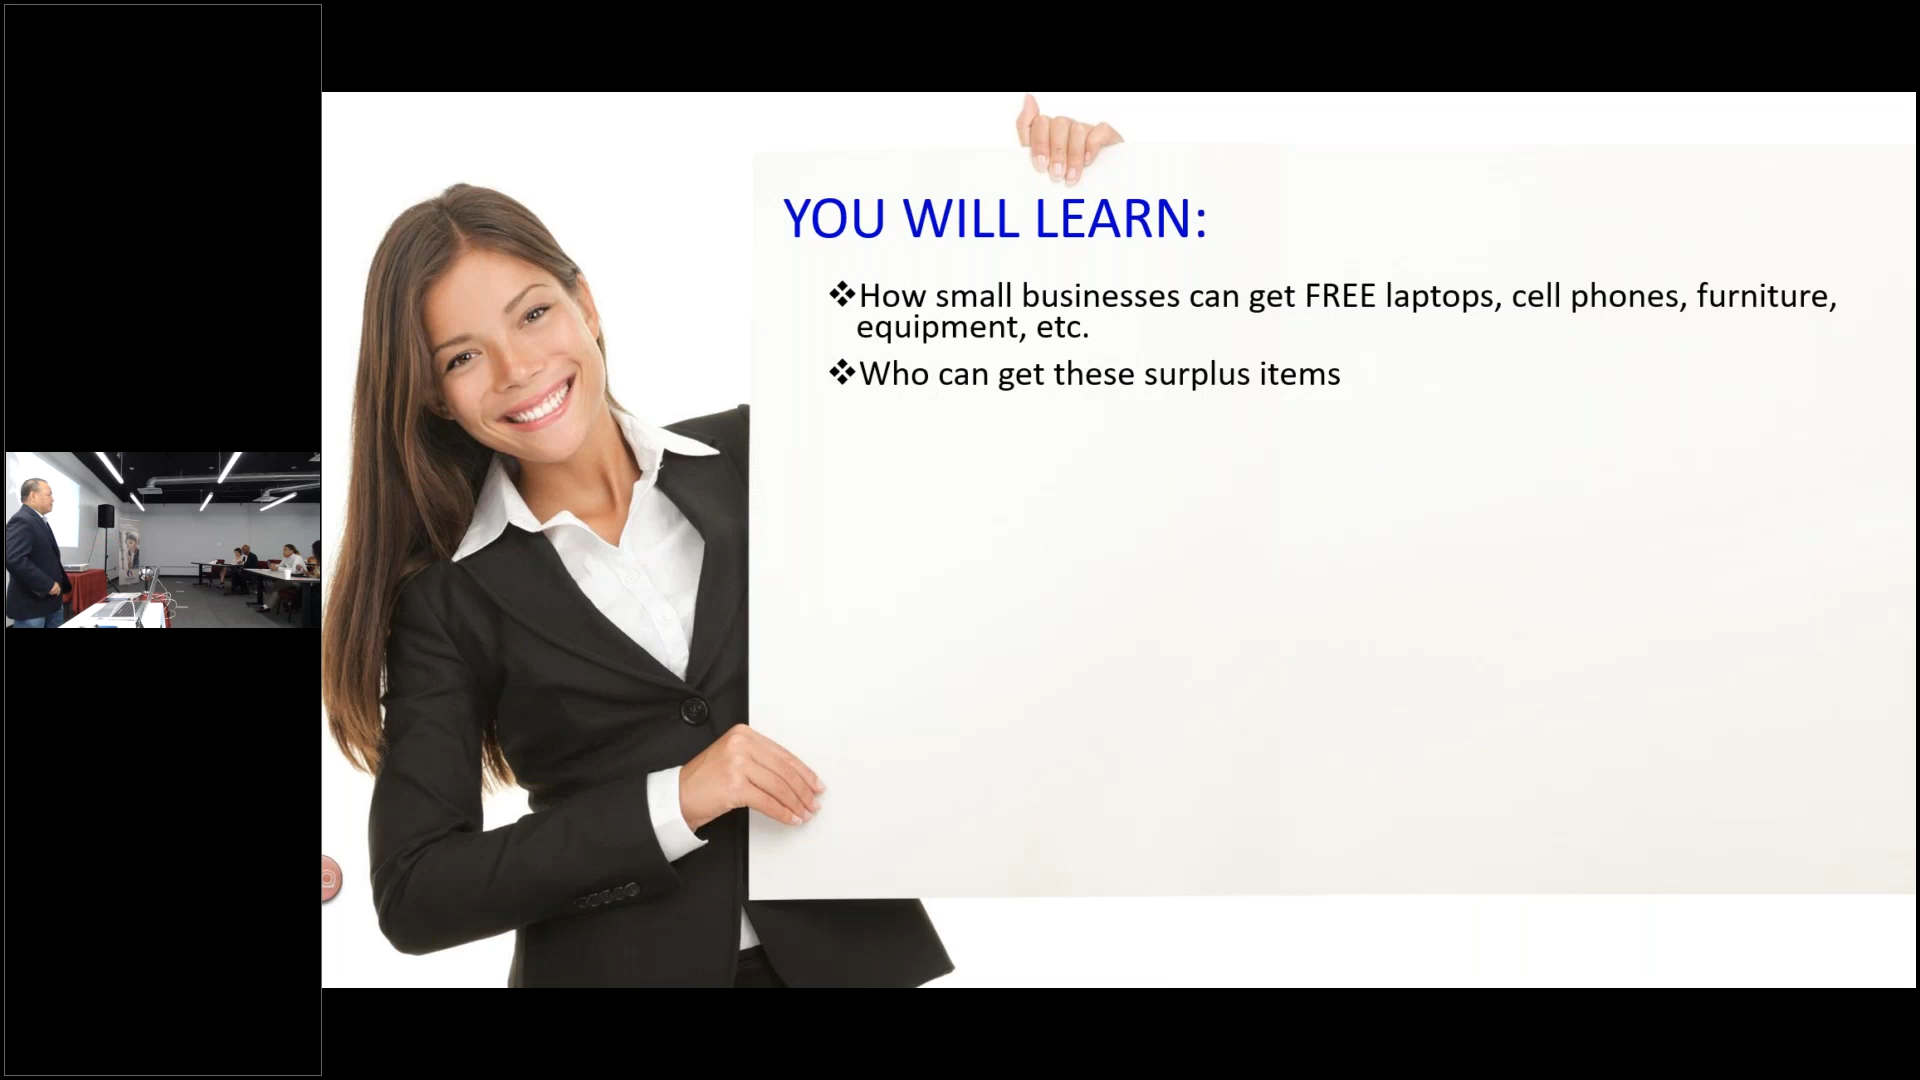 YOU WILL LEARN:
❖How small businesses can get FREE laptops, cell phones, furniture,
equipment, etc.
❖Who can get these surplus items